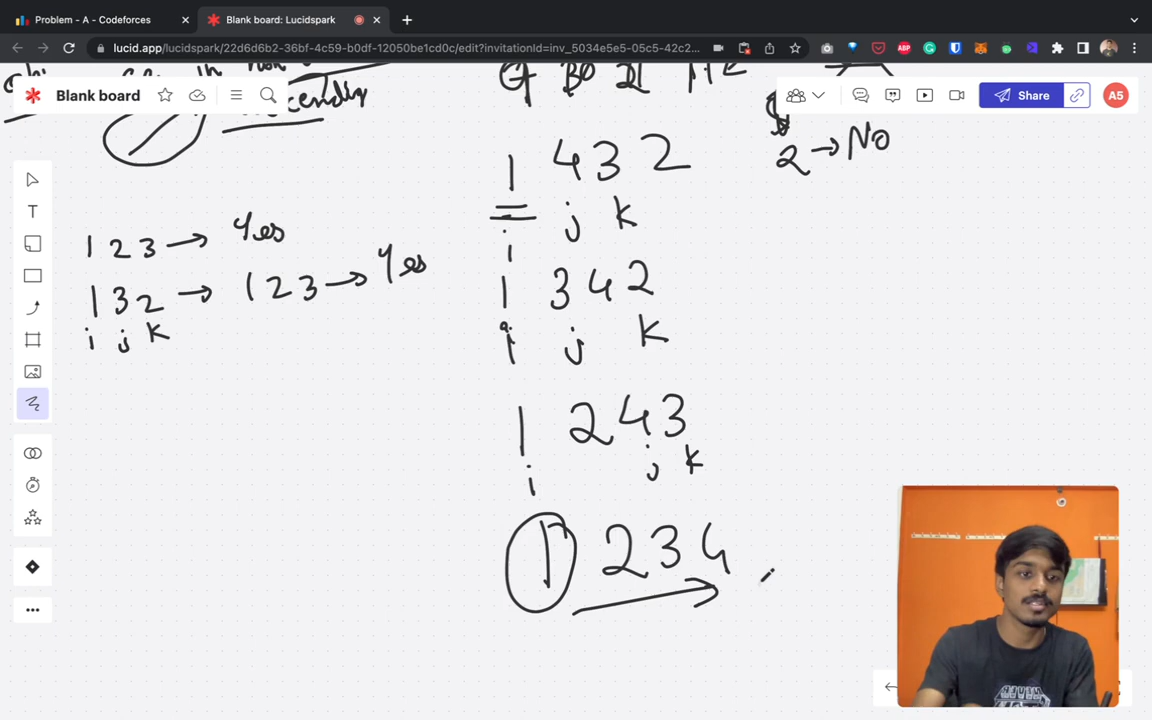 Problem - A - Codeforces
Blank board: Lucidspark
lucid.app/lucidspark/22d6d6b2-36bf-4c59-b0df-12050be1cd0c/edit?invitationId=inv_5034e5e5-05c5-42c2...
Blank board
Share
A5
ABP
T
1 2 3 → Yes
1 3 2 → 1 2 3 → Yes
i j k
1 4 3 2
i j k
1 3 4 2
i j k
1 2 4 3
i j k
1 2 3 4
2 → No